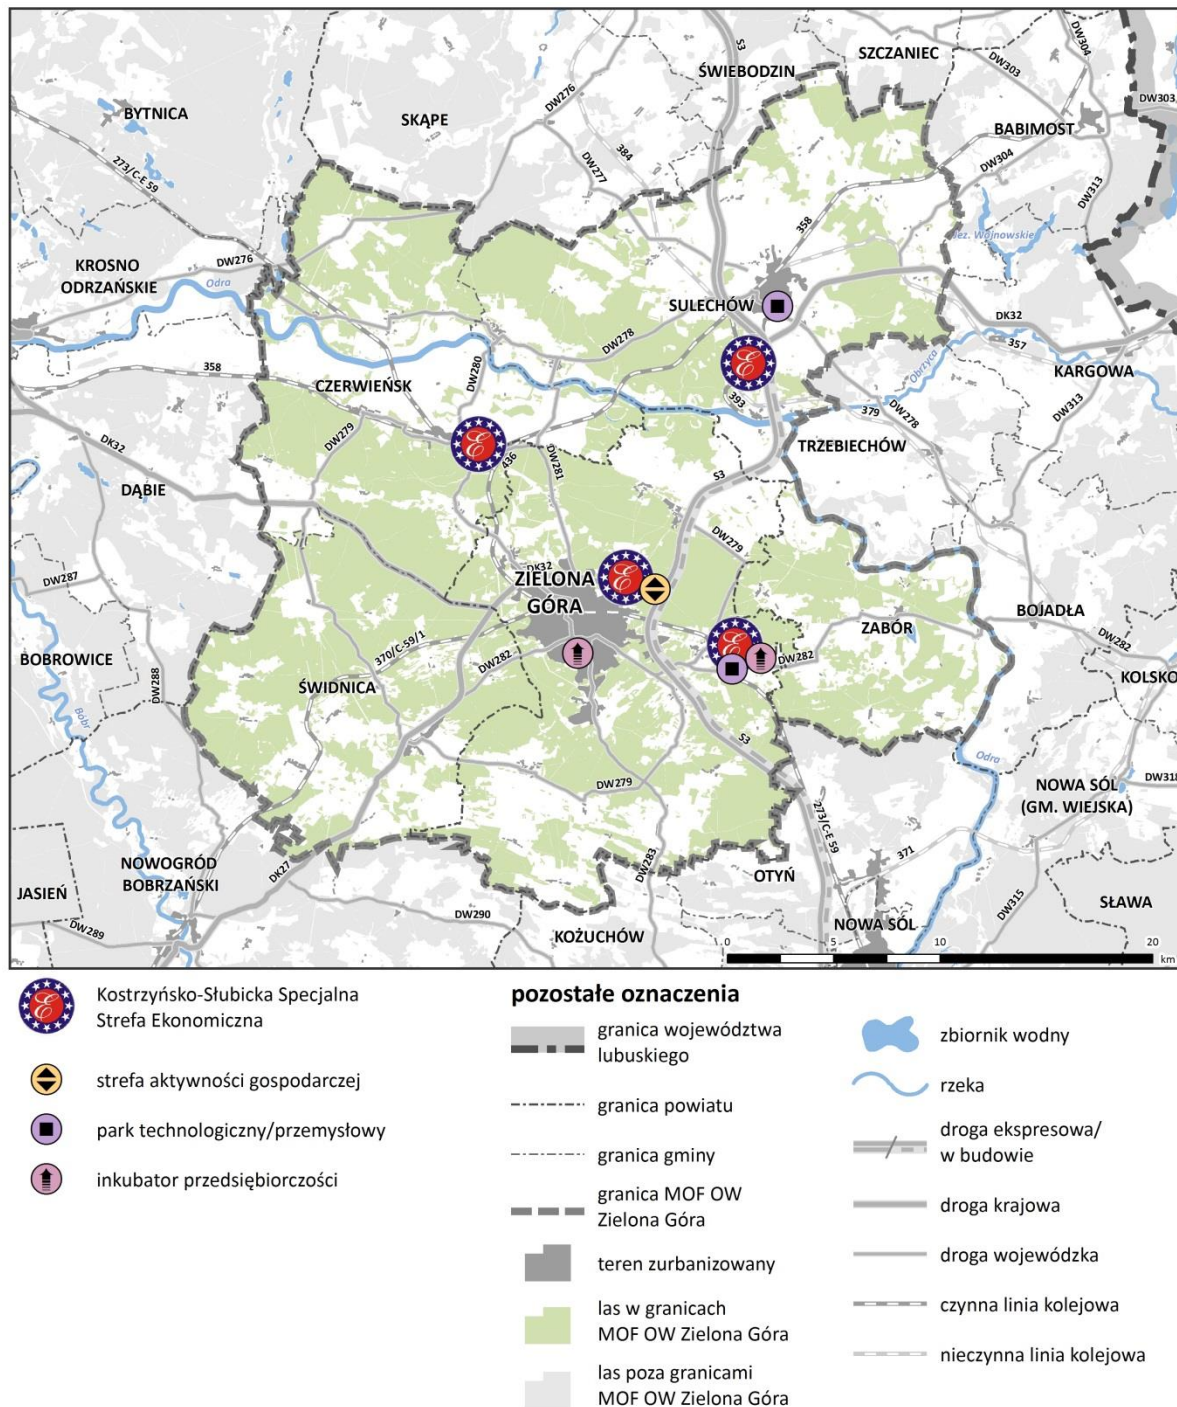 SZCZANIEC
S3
DW304
DW303
ŚWIEBODZIN
DW276
DW303
BYTNICA
SKĄPE
BABIMOST
384
DW304
273/C-E 59
DW277
DW313
358
Jez. Wojnowskie
KROSNO
ODRZAŃSKIE
DW276
Odra
SULECHÓW
DK32
DW278
357
Obrzyca
358
DW280
KARGOWA
CZERWIEŃSK
393
379
DW278
DW313
DW279
TRZEBIECHÓW
DK32
436
DW281
S3
DĄBIE
DW279
DK32
ZIELONA
GÓRA
DW287
BOJADŁA
ZABÓR
370/C-59/1
DW282
DW282
DW282
BOBROWICE
DW288
ŚWIDNICA
KOLSKO
Bóbr
S3
Odra
DW279
NOWA SÓL
(GM. WIEJSKA)
DW318
273/C-E 59
NOWOGRÓD
BOBRZAŃSKI
DK27
DW283
OTYŃ
371
JASIEŃ
DW315
SŁAWA
DW290
DW289
KOŻUCHÓW
NOWA SÓL
0
5
10
20
km
Kostrzyńsko-Słubicka Specjalna
Strefa Ekonomiczna
strefa aktywności gospodarczej
park technologiczny/przemysłowy
inkubator przedsiębiorczości
pozostałe oznaczenia
granica województwa
lubuskiego
granica powiatu
granica gminy
granica MOF OW
Zielona Góra
teren zurbanizowany
las w granicach
MOF OW Zielona Góra
las poza granicami
MOF OW Zielona Góra
zbiornik wodny
rzeka
droga ekspresowa/
w budowie
droga krajowa
droga wojewódzka
czynna linia kolejowa
nieczynna linia kolejowa